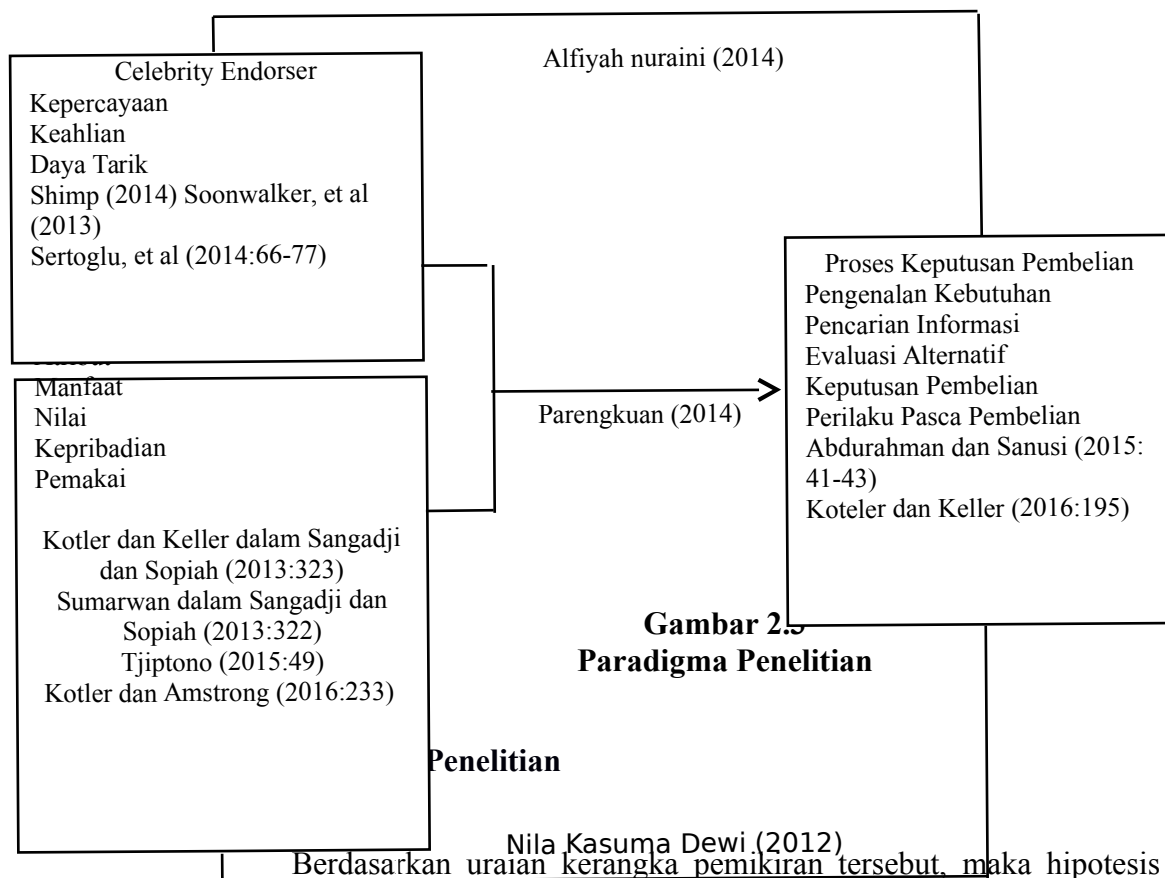 Alfiyah nuraini (2014)
Celebrity Endorser
Kepercayaan
Keahlian
Daya Tarik
Shimp (2014) Soonwalker, et al
(2013)
Sertoglu, et al (2014:66-77)
Manfaat
Nilai
Kepribadian
Pemakai
Kotler dan Keller dalam Sangadji
dan Sopiah (2013:323)
Sumarwan dalam Sangadji dan
Sopiah (2013:322)
Tjiptono (2015:49)
Kotler dan Amstrong (2016:233)
Parengkuan (2014)
Proses Keputusan Pembelian
Pengenalan Kebutuhan
Pencarian Informasi
Evaluasi Alternatif
Keputusan Pembelian
Perilaku Pasca Pembelian
Abdurahman dan Sanusi (2015:
41-43)
Koteler dan Keller (2016:195)
Gambar
Paradigma Penelitian
Penelitian
Nila Kasuma Dewi (2012)
Berdasarkan uraian kerangka pemikiran tersebut, maka hipotesis